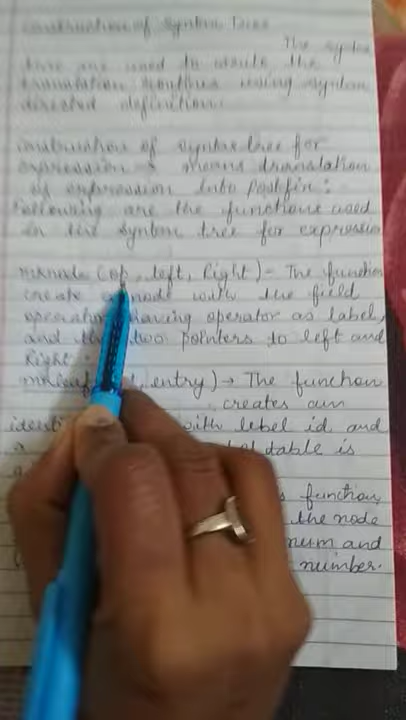 Construction of Syntax Trees
The syntax
tree are used to write the
translation routines using syntax
directed definition.
Construction of syntax tree for
expression → means translation
of expression into postfix:
Following are the functions used
in the syntax tree for expression
mknode (op, left, Right) - The function
create a node with the field
operator having operator as label,
and the two pointers to left and
Right:
mkleaf entry) → The function
creates an
with label id and
table is
function
the node
num and
number.